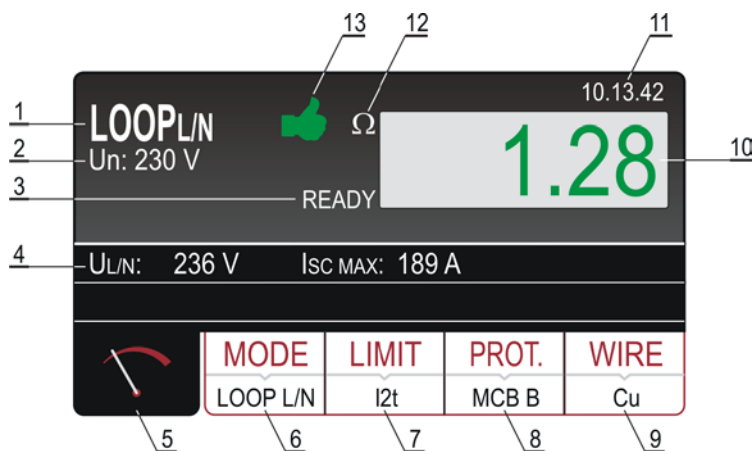 13 12 11
10.13.42
1 LOOPL/N Ω
2 Un: 230 V 1.28 10
3 READY
4 UL/N: 236 V ISC MAX: 189 A
MODE LIMIT PROT. WIRE
LOOP L/N I2t MCB B Cu
5 6 7 8 9